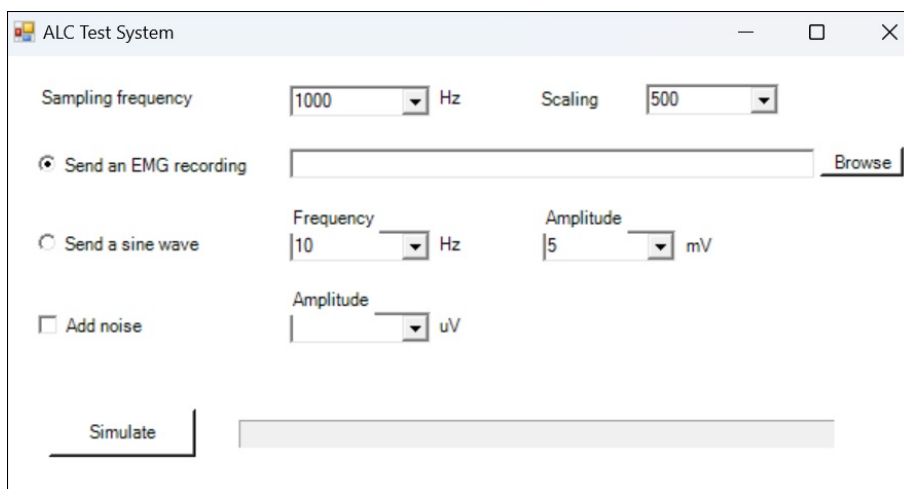 ALC Test System
Sampling frequency 1000 Hz Scaling 500
Send an EMG recording Browse
Frequency Amplitude
Send a sine wave 10 Hz 5 mV
Amplitude
Add noise uV
Simulate